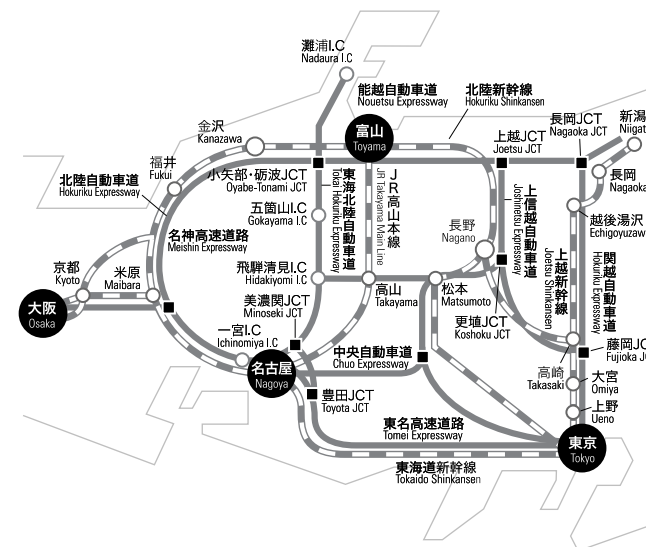 灘浦I.C
Nadaura I.C
能越自動車道
Nouetsu Expressway
北陸新幹線
Hokuriku Shinkansen
金沢
Kanazawa
富山
Toyama
上越JCT
Joetsu JCT
長岡JCT
Nagaoka JCT
新潟
Niigat
福井
Fukui
小矢部・砺波JCT
Oyabe-Tonami JCT
長岡
Nagaoka
北陸自動車道
Hokuriku Expressway
東海北陸自動車道
Tokai Hokuriku Expressway
JR高山本線
JR Takayama Main Line
上信越自動車道
Joshinetsu Expressway
五箇山I.C
Gokayama I.C
越後湯沢
Echigoyuzaw
名神高速道路
Meishin Expressway
長野
Nagano
上越新幹線
Joetsu Shinkansen
関越自動車道
Hokuriku Expressway
京都
Kyoto
米原
Maibara
飛騨清見I.C
Hidakiyomi I.C
高山
Takayama
松本
Matsumoto
大阪
Osaka
美濃関JCT
Minoseki JCT
更埴JCT
Koshoku JCT
一宮I.C
Ichinomiya I.C
中央自動車道
Chuo Expressway
藤岡JC
Fujioka JC
名古屋
Nagoya
高崎
Takasaki
大宮
Omiya
豊田JCT
Toyota JCT
上野
Ueno
東名高速道路
Tomei Expressway
東京
Tokyo
東海道新幹線
Tokaido Shinkansen